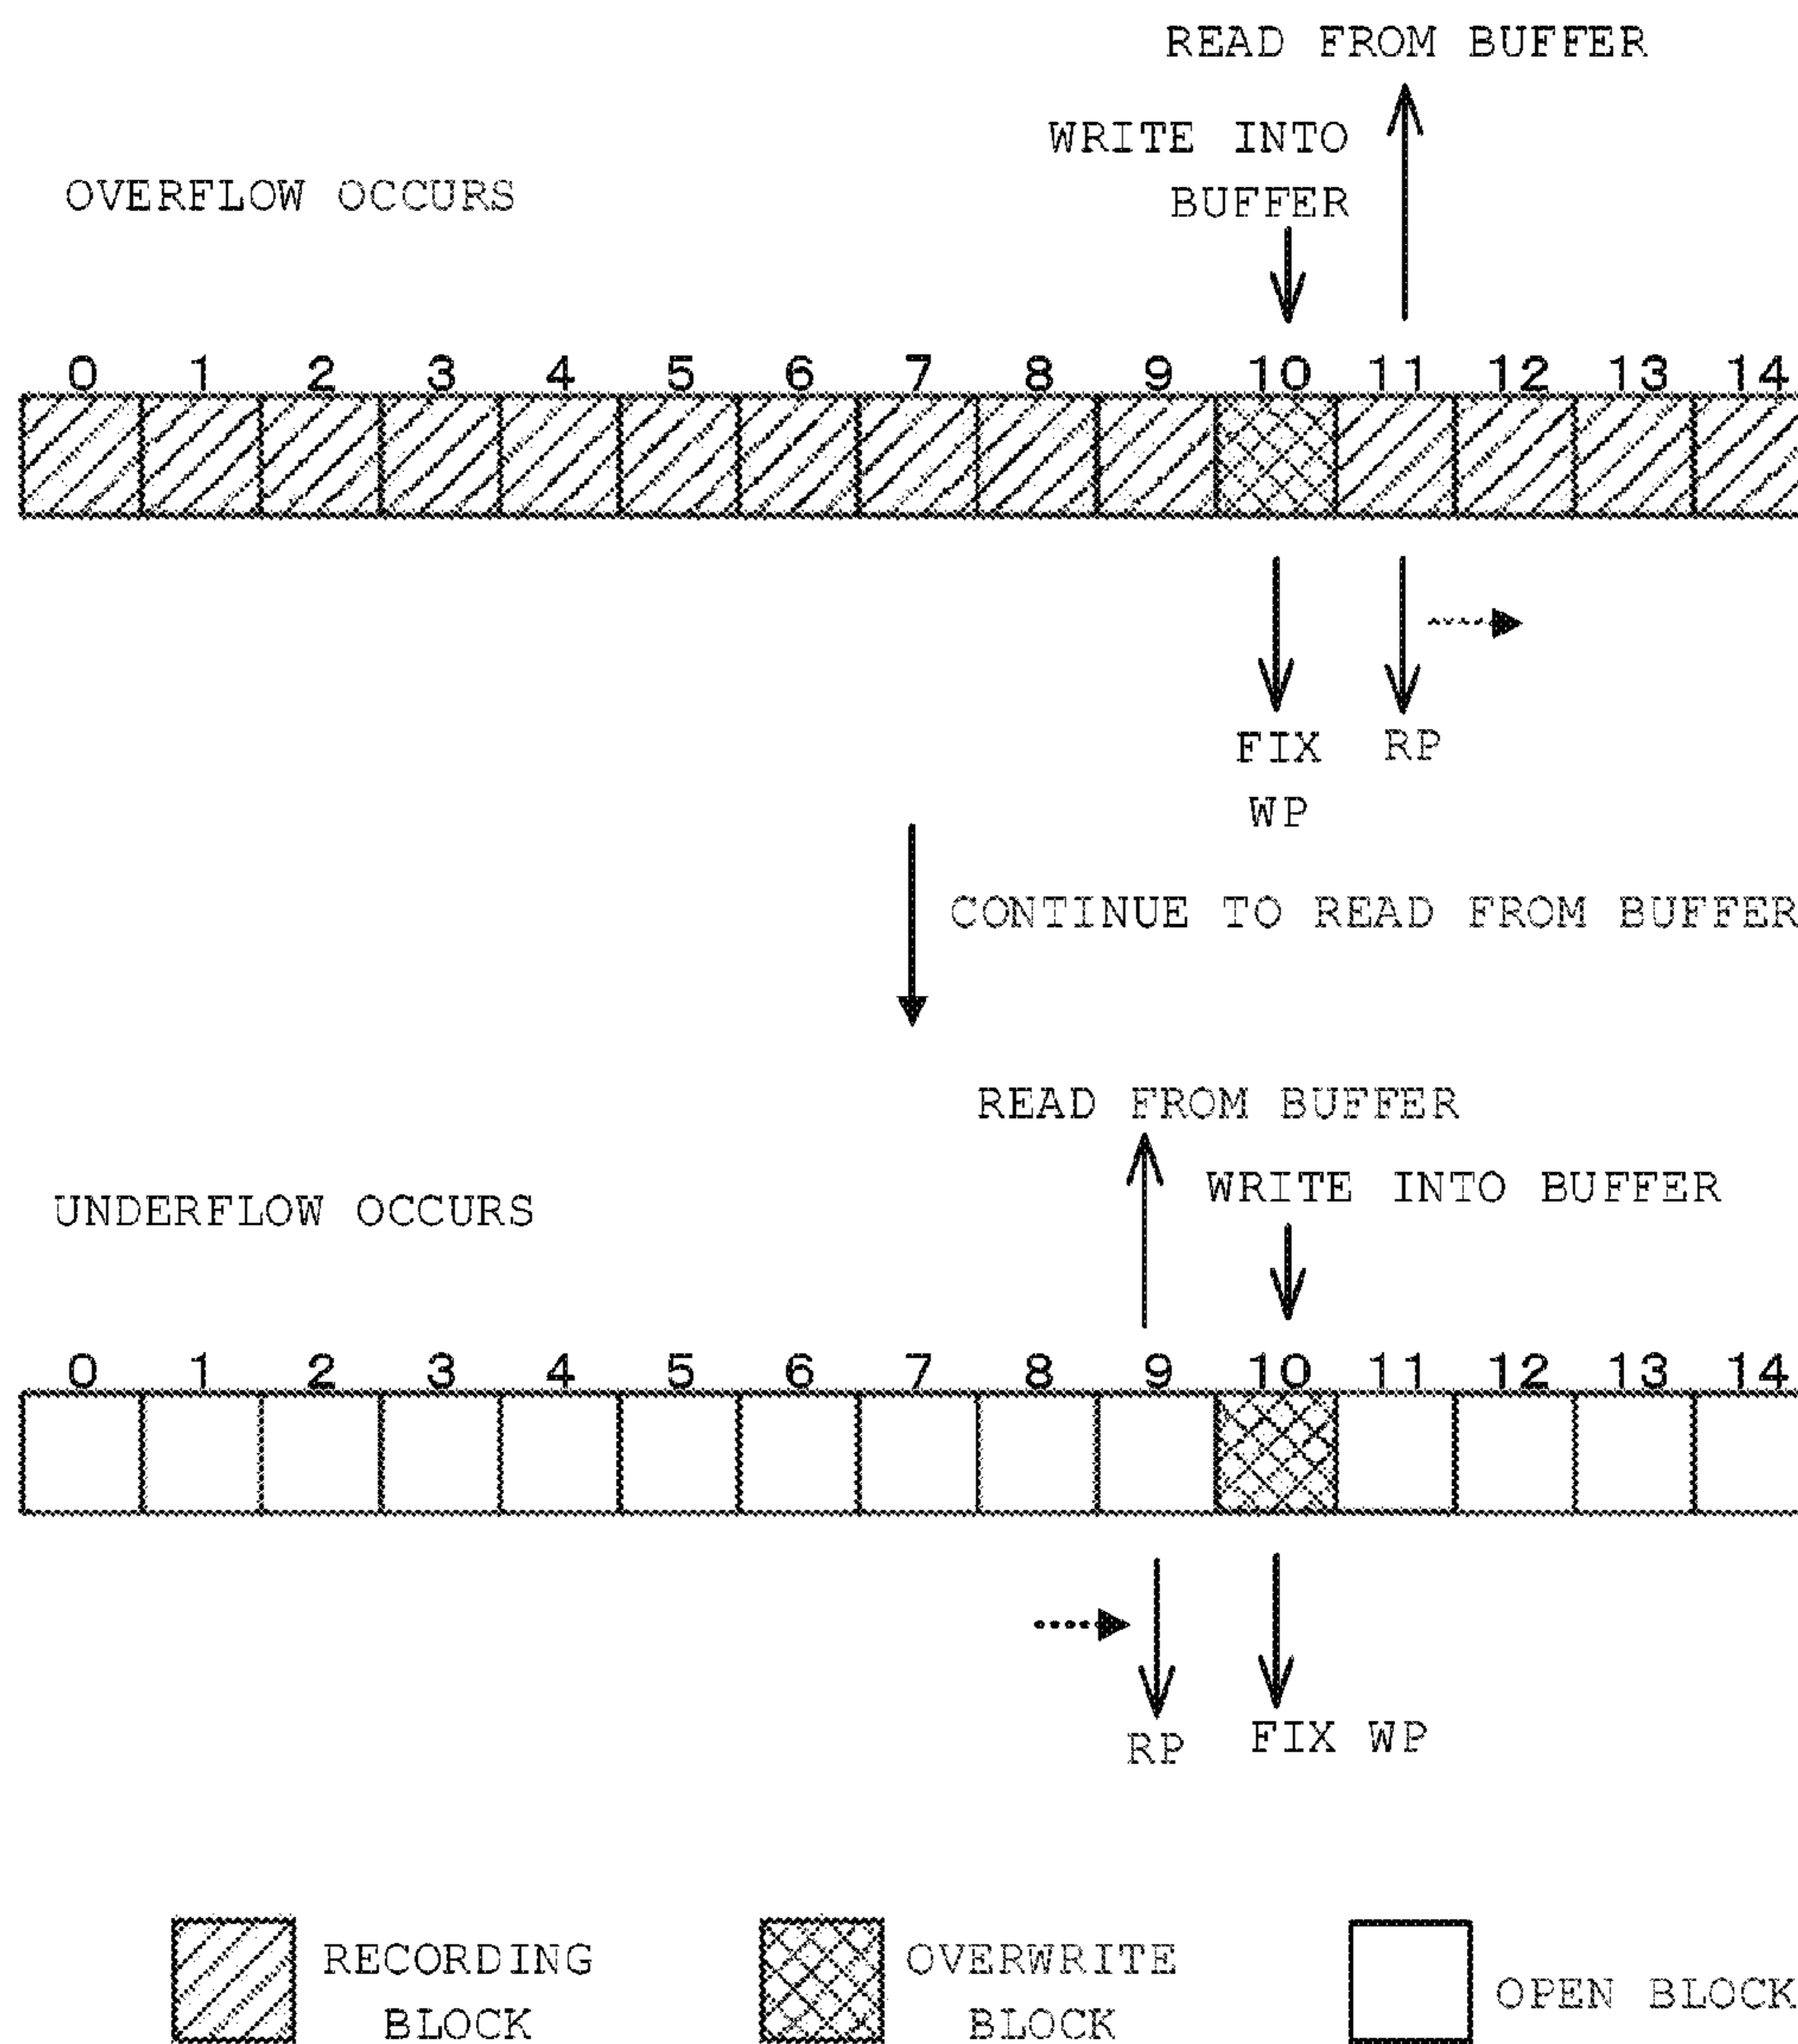 READ FROM BUFFER
WRITE INTO
BUFFER
OVERFLOW OCCURS
0 1 2 3 4 5 6 7 8 9 10 11 12 13 14
FIX RP
WP
CONTINUE TO READ FROM BUFFER
READ FROM BUFFER
WRITE INTO BUFFER
UNDERFLOW OCCURS
0 1 2 3 4 5 6 7 8 9 10 11 12 13 14
RP FIX WP
RECORDING
BLOCK
OVERWRITE
BLOCK
OPEN BLOCK